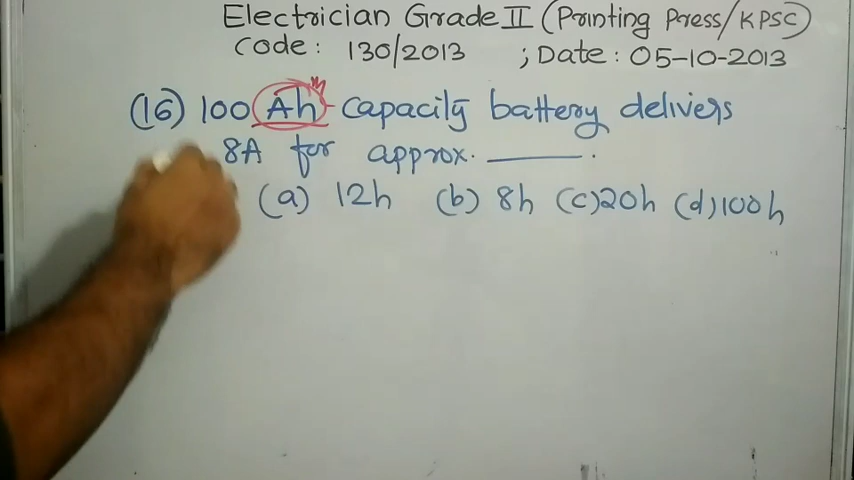 Electrician Grade II (Printing Press/KPSC)
Code: 130/2013 ; Date: 05-10-2013
(16) 100 Ah capacity battery delivers
8A for approx. ______.
(a) 12h (b) 8h (c) 20h (d) 100h